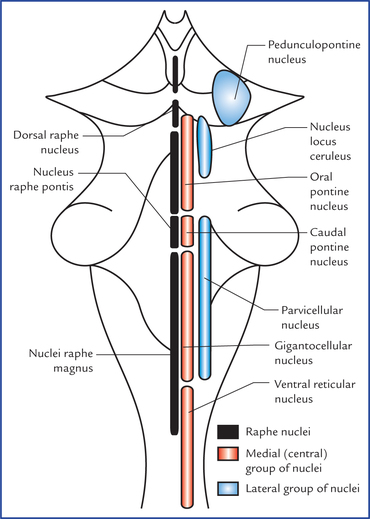 Pedunculopontine
nucleus
Dorsal raphe
nucleus
Nucleus
locus
ceruleus
Nucleus
raphe pontis
Oral
pontine
nucleus
Caudal
pontine
nucleus
Parvicellular
nucleus
Nuclei raphe
magnus
Gigantocellular
nucleus
Ventral reticular
nucleus
Raphe nuclei
Medial (central)
group of nuclei
Lateral group of nuclei